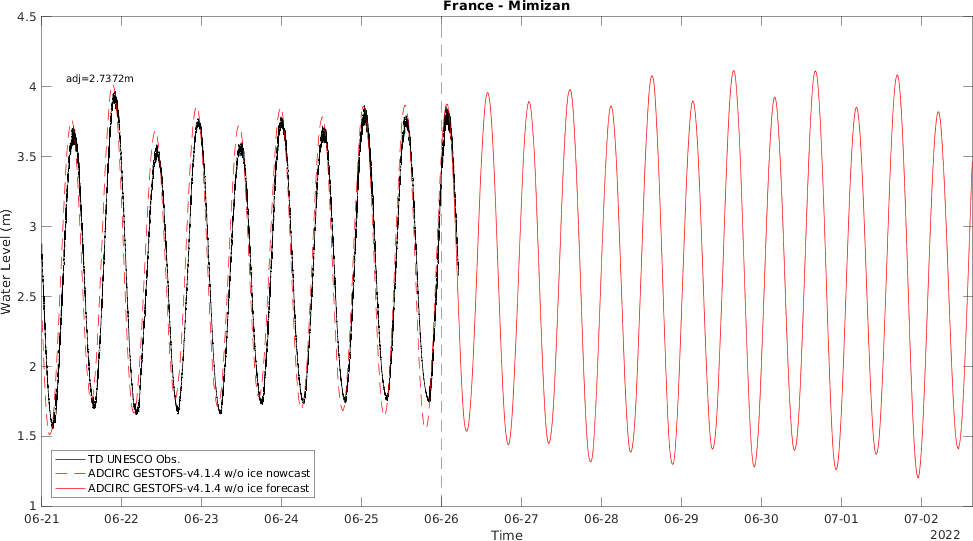 France - Mimizan
adj=2.7372m
Water Level (m)
4.5
4
3.5
3
2.5
2
1.5
1
TD UNESCO Obs.
ADCIRC GESTOFS-v4.1.4 w/o ice nowcast
ADCIRC GESTOFS-v4.1.4 w/o ice forecast
06-21 06-22 06-23 06-24 06-25 06-26 06-27 06-28 06-29 06-30 07-01 07-02
Time
2022